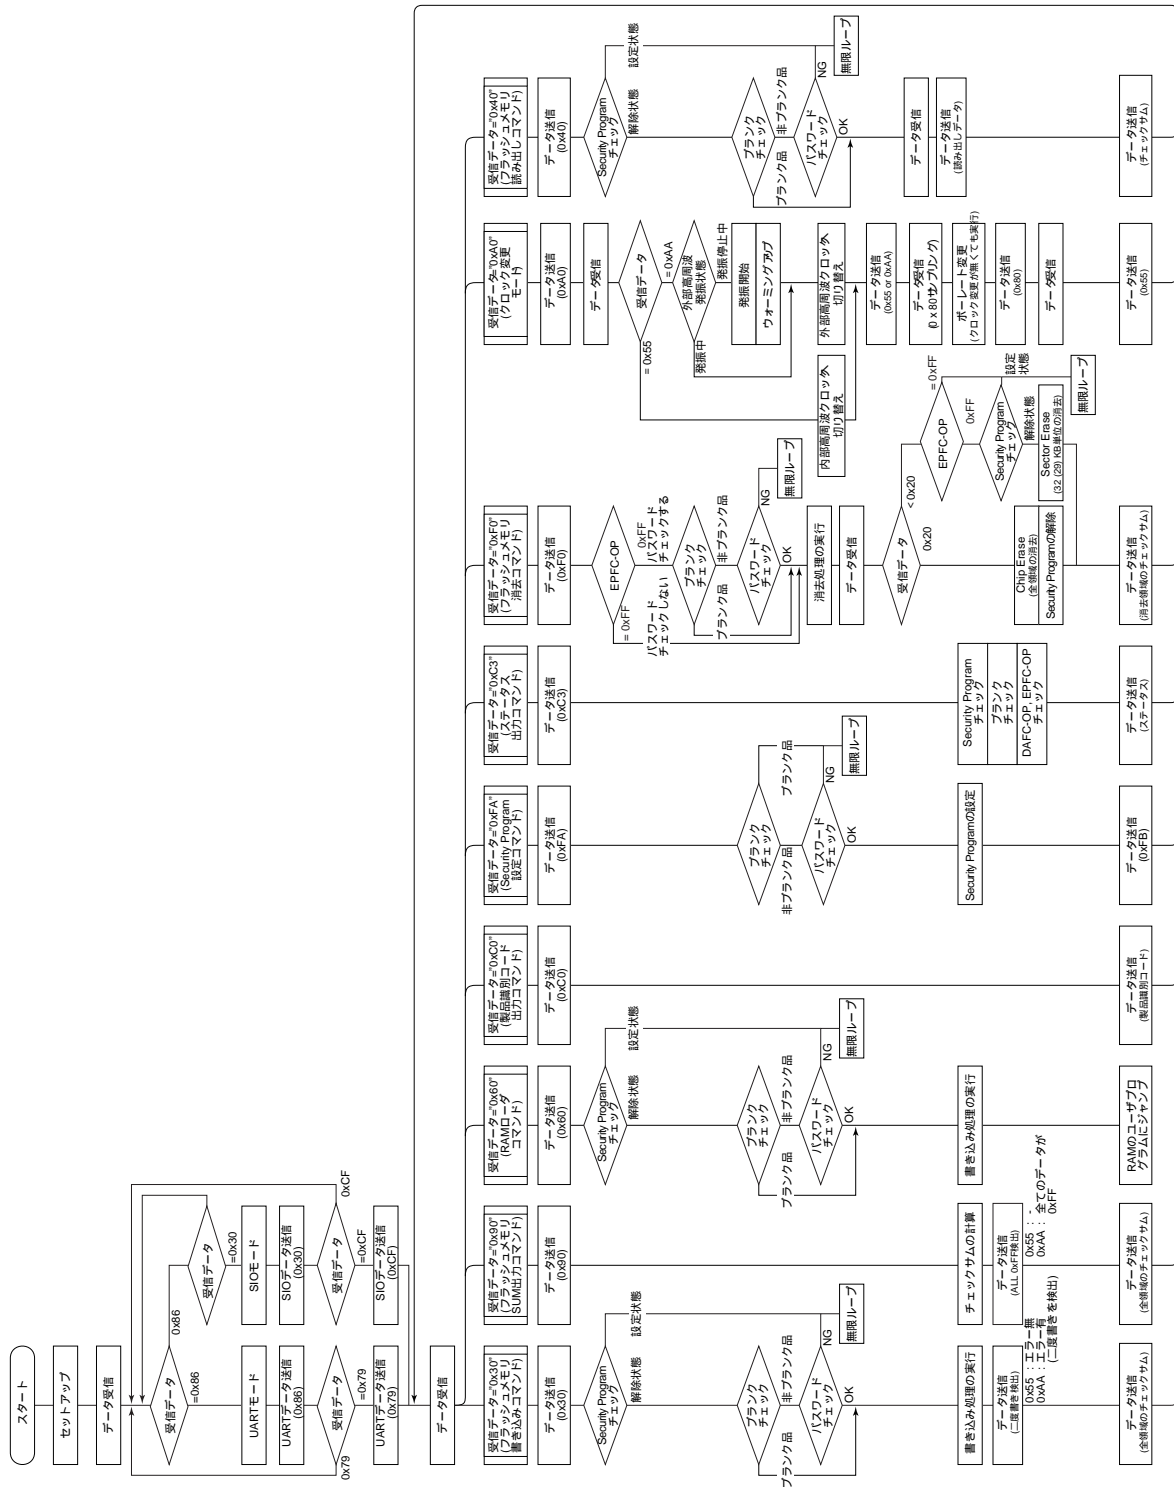 スタート
セットアップ
データ受信
受信データ
0x86
=0x86
受信データ
=0x30
UARTモード
SIOモード
UARTデータ送信
(0x86)
SIOデータ送信
(0x30)
受信データ
0x79
=0x79
受信データ
0xCF
=0xCF
UARTデータ送信
(0x79)
SIOデータ送信
(0xCF)
データ受信
受信データ="0x30"
(フラッシュメモリ
書き込みコマンド)
データ送信
(0x30)
Security Program
チェック
設定状態
解除状態
ブランク
チェック
ブランク品
非ブランク品
パスワード
チェック
NG
OK
無限ループ
書き込み処理の実行
データ送信
(二度書き検出)
0x55 : エラー無
0xAA : エラー有
(二度書きを検出)
データ送信
(全領域のチェックサム)
受信データ="0x90"
(フラッシュメモリ
SUM出力コマンド)
データ送信
(0x90)
チェックサムの計算
データ送信
(ALL 0xFF検出)
0x55 : -
0xAA : 全てのデータが
0xFF
データ送信
(全領域のチェックサム)
受信データ="0x60"
(RAMローダ
コマンド)
データ送信
(0x60)
Security Program
チェック
設定状態
解除状態
ブランク
チェック
ブランク品
非ブランク品
パスワード
チェック
NG
OK
無限ループ
書き込み処理の実行
RAMのユーザプロ
グラムにジャンプ
受信データ="0xC0"
(製品識別コード
出力コマンド)
データ送信
(0xC0)
データ送信
(製品識別コード)
受信データ="0xFA"
(Security Program
設定コマンド)
データ送信
(0xFA)
ブランク
チェック
ブランク品
非ブランク品
パスワード
チェック
NG
OK
無限ループ
Security Programの設定
データ送信
(0xFB)
受信データ="0xC3"
(ステータス
出力コマンド)
データ送信
(0xC3)
Security Program
チェック
ブランク
チェック
DAFC-OP, EPFC-OP
チェック
データ送信
(ステータス)
受信データ="0xF0"
(フラッシュメモリ
消去コマンド)
データ送信
(0xF0)
EPFC-OP
= 0xFF
パスワード
チェックしない
0xFF
パスワード
チェックする
ブランク
チェック
ブランク品
非ブランク品
パスワード
チェック
NG
OK
無限ループ
消去処理の実行
データ受信
受信データ
< 0x20
0x20
EPFC-OP
= 0xFF
0xFF
Security Program
チェック
設定
状態
解除状態
無限ループ
Chip Erase
(全領域の消去)
Security Programの解除
Sector Erase
(32 (29) KB単位の消去)
データ送信
(消去領域のチェックサム)
受信データ="0xA0"
(クロック変更
モード)
データ送信
(0xA0)
データ受信
受信データ
= 0x55
= 0xAA
外部高周波
発振状態
発振中
発振停止中
発振開始
ウォーミングアップ
内部高周波クロックへ
切り替え
外部高周波クロックへ
切り替え
データ送信
(0x55 or 0xAA)
データ受信
(0 x 80サンプリング)
ボーレート変更
(クロック変更が無くても実行)
データ送信
(0x80)
データ受信
データ送信
(0x55)
受信データ="0x40"
(フラッシュメモリ
読み出しコマンド)
データ送信
(0x40)
Security Program
チェック
設定状態
解除状態
ブランク
チェック
ブランク品
非ブランク品
パスワード
チェック
NG
OK
無限ループ
データ受信
データ送信
(読み出しデータ)
データ送信
(チェックサム)